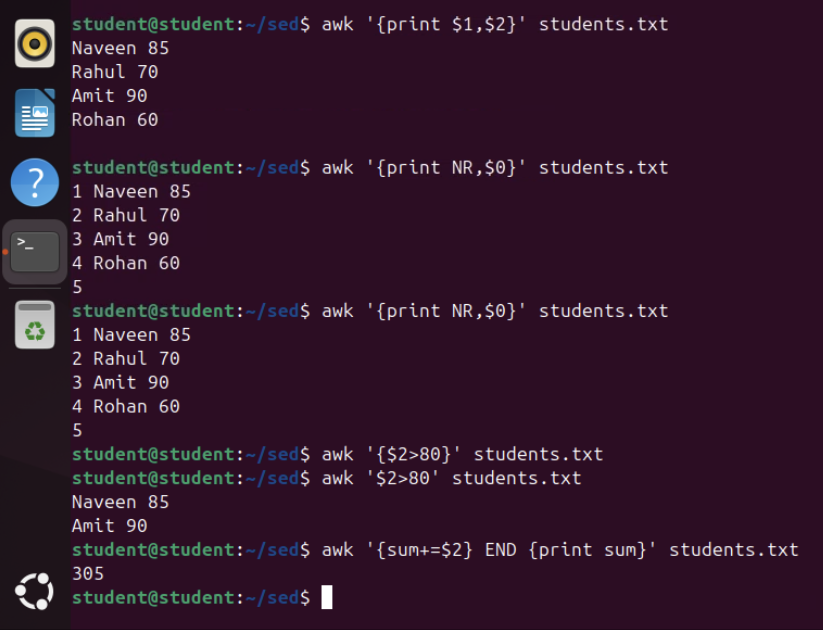 student@student:~/sed$ awk '{print $1,$2}' students.txt
Naveen 85
Rahul 70
Amit 90
Rohan 60

student@student:~/sed$ awk '{print NR,$0}' students.txt
1 Naveen 85
2 Rahul 70
3 Amit 90
4 Rohan 60
5
student@student:~/sed$ awk '{print NR,$0}' students.txt
1 Naveen 85
2 Rahul 70
3 Amit 90
4 Rohan 60
5
student@student:~/sed$ awk '{$2>80}' students.txt
student@student:~/sed$ awk '$2>80' students.txt
Naveen 85
Amit 90
student@student:~/sed$ awk '{sum+=$2} END {print sum}' students.txt
305
student@student:~/sed$